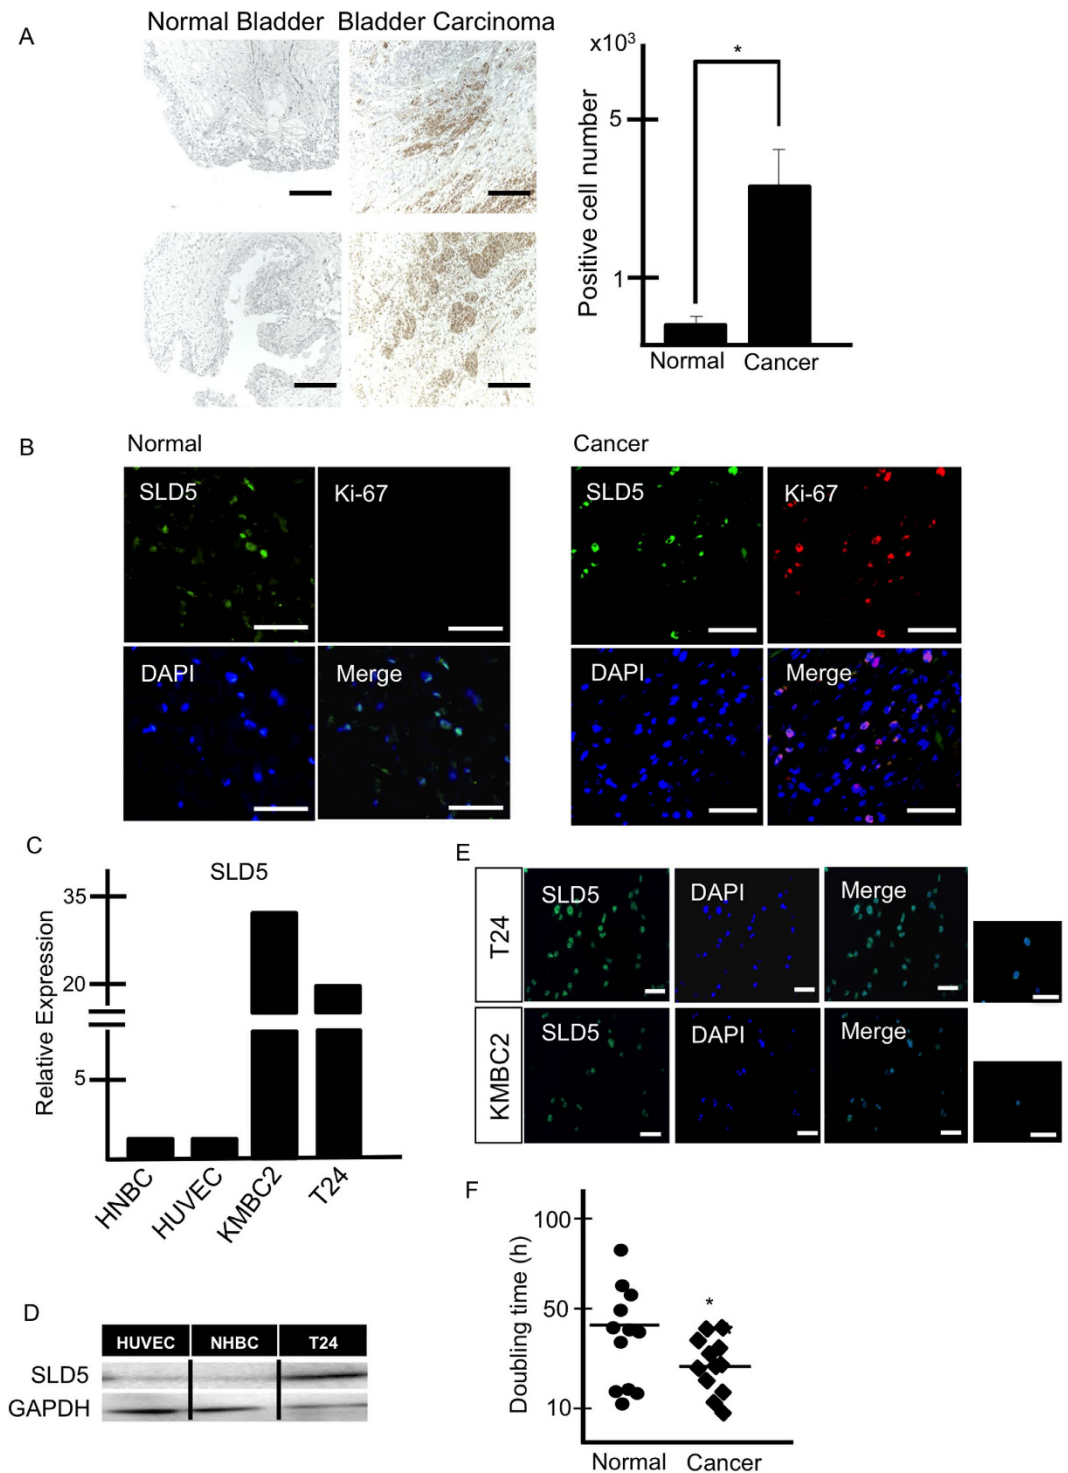 A
Normal Bladder Bladder Carcinoma
x10³
*
5
1
Positive cell number
Normal Cancer
B
Normal
SLD5
Ki-67
DAPI
Merge
Cancer
SLD5
Ki-67
DAPI
Merge
C
SLD5
35
20
5
Relative Expression
HNBC
HUVEC
KMBC2
T24
D
HUVEC NHBC T24
SLD5
GAPDH
E
T24
SLD5
DAPI
Merge
KMBC2
SLD5
DAPI
Merge
F
100
50
10
Doubling time (h)
*
Normal Cancer